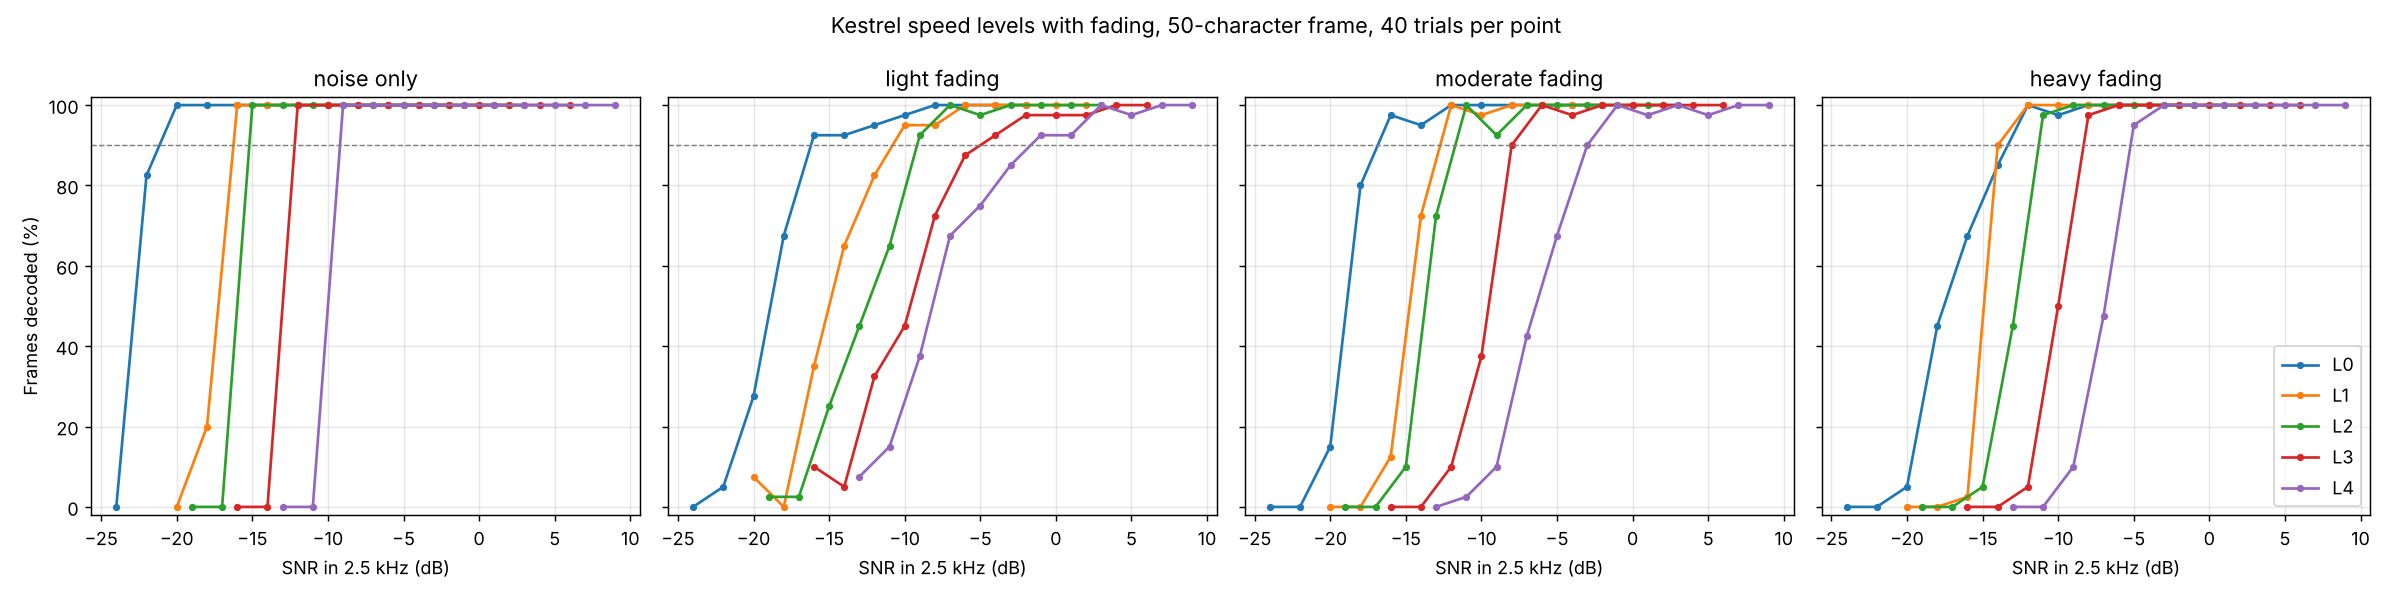 Kestrel speed levels with fading, 50-character frame, 40 trials per point
noise only
light fading
moderate fading
heavy fading
Frames decoded (%)
100
80
60
40
20
0
−25 −20 −15 −10 −5 0 5 10
−25 −20 −15 −10 −5 0 5 10
−25 −20 −15 −10 −5 0 5 10
−25 −20 −15 −10 −5 0 5 10
SNR in 2.5 kHz (dB)
SNR in 2.5 kHz (dB)
SNR in 2.5 kHz (dB)
SNR in 2.5 kHz (dB)
L0
L1
L2
L3
L4